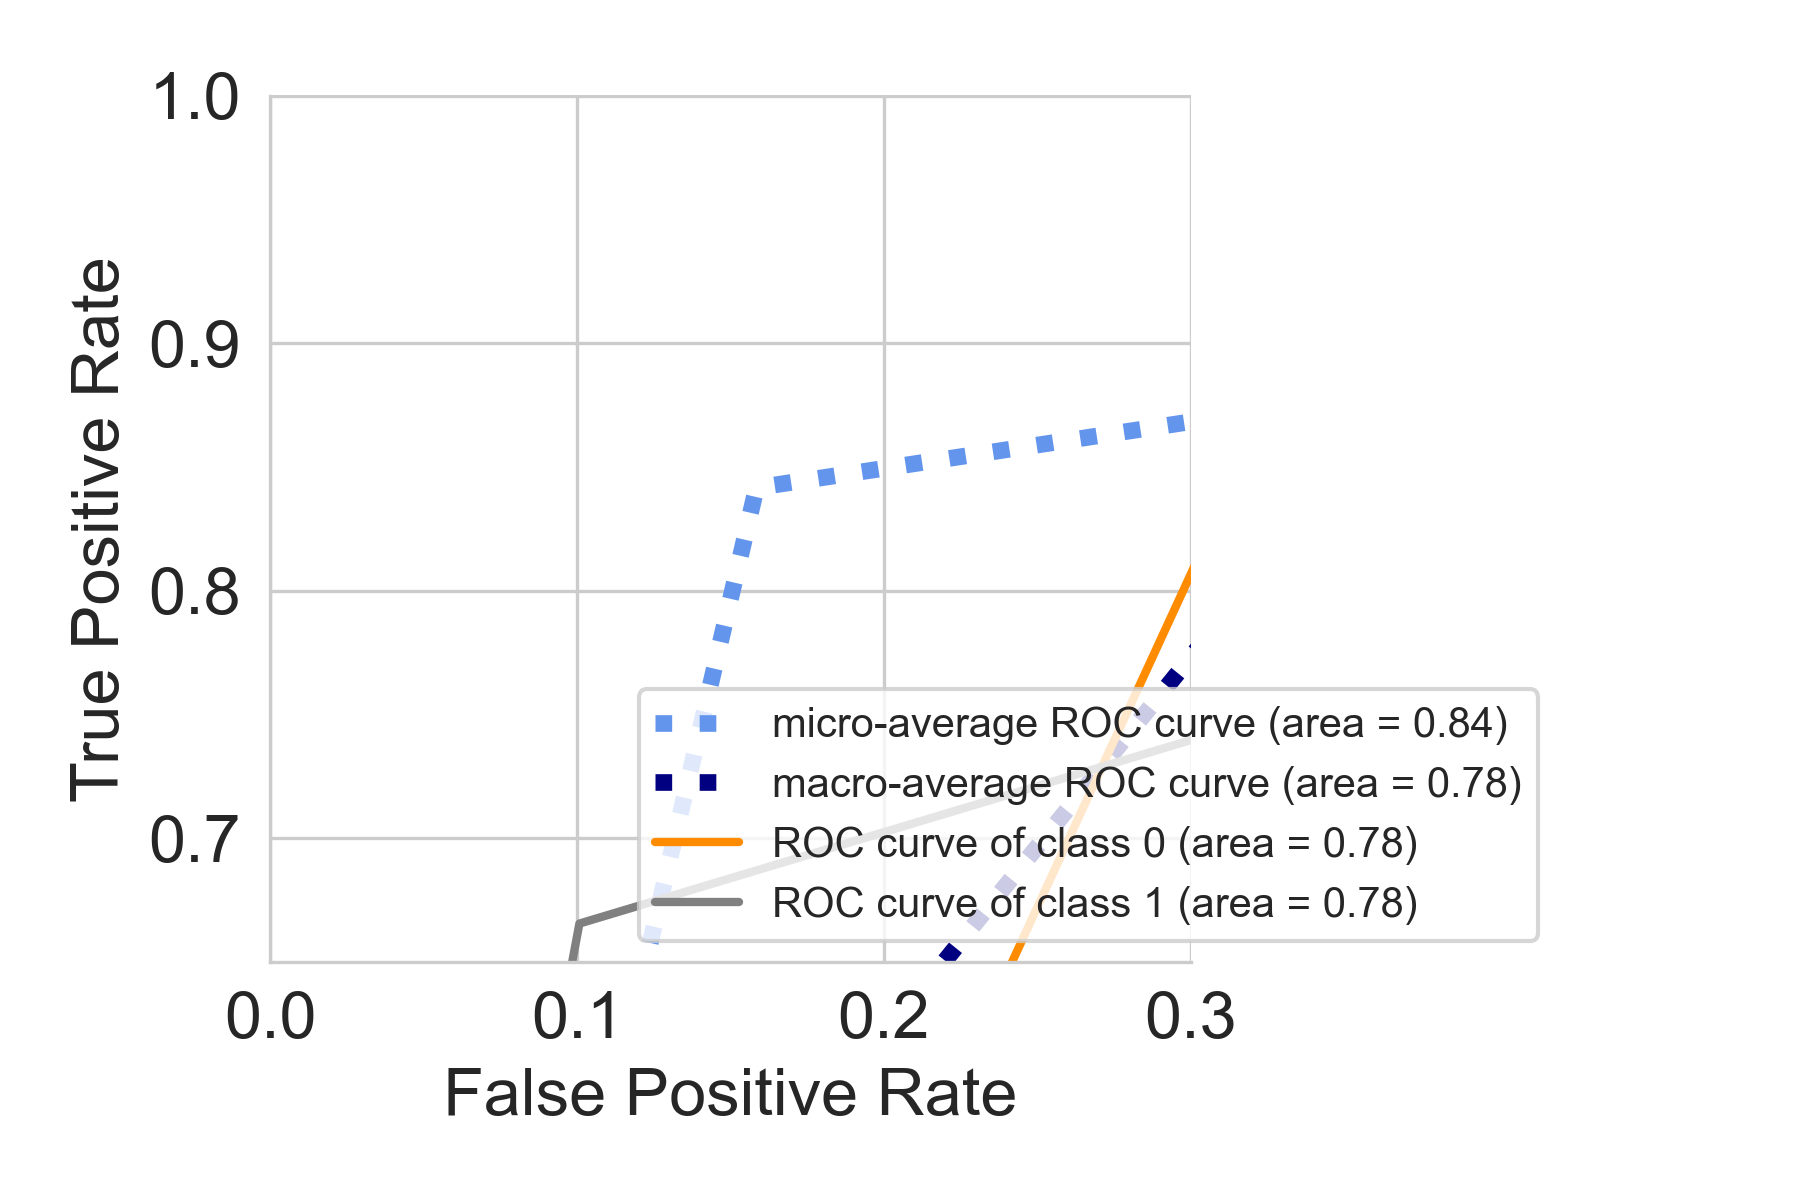 1.0
0.9
0.8
0.7
True Positive Rate
micro-average ROC curve (area = 0.84)
macro-average ROC curve (area = 0.78)
ROC curve of class 0 (area = 0.78)
ROC curve of class 1 (area = 0.78)
0.0 0.1 0.2 0.3
False Positive Rate